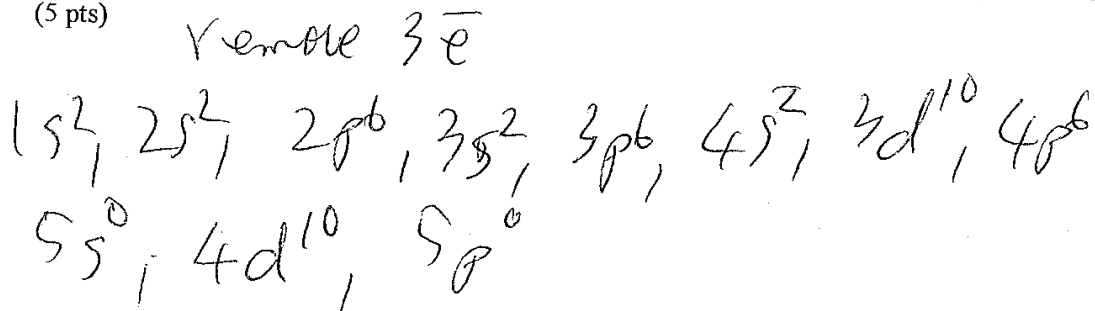 (5 pts)
remove 3 e̅
1s², 2s², 2p⁶, 3s², 3p⁶, 4s², 3d¹⁰, 4p⁶
5s⁰, 4d¹⁰, 5p⁰